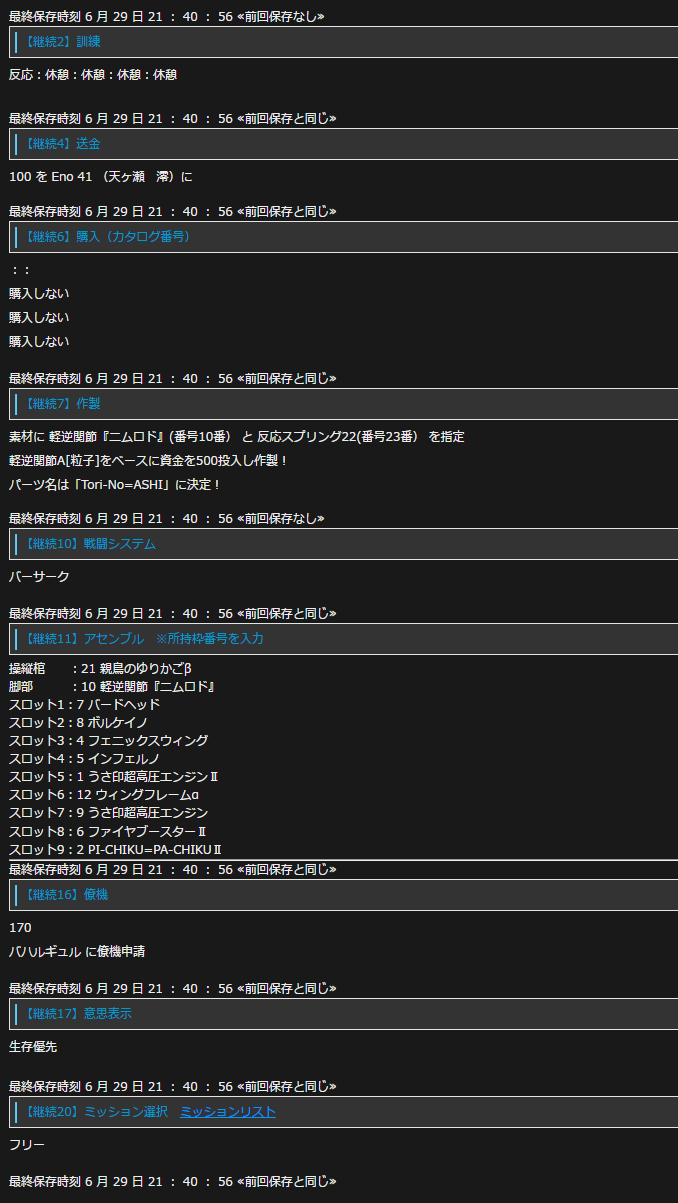 最終保存時刻 6 月 29 日 21 ： 40 ： 56 ≪前回保存なし≫
【継続2】訓練
反応：休憩：休憩：休憩：休憩
最終保存時刻 6 月 29 日 21 ： 40 ： 56 ≪前回保存と同じ≫
【継続4】送金
100 を Eno 41 （天ヶ瀬　澪）に
最終保存時刻 6 月 29 日 21 ： 40 ： 56 ≪前回保存と同じ≫
【継続6】購入（カタログ番号）
：：
購入しない
購入しない
購入しない
最終保存時刻 6 月 29 日 21 ： 40 ： 56 ≪前回保存と同じ≫
【継続7】作製
素材に 軽逆関節『ニムロド』(番号10番） と 反応スプリング22(番号23番） を指定
軽逆関節A[粒子]をベースに資金を500投入し作製！
パーツ名は「Tori-No=ASHI」に決定！
最終保存時刻 6 月 29 日 21 ： 40 ： 56 ≪前回保存なし≫
【継続10】戦闘システム
バーサーク
最終保存時刻 6 月 29 日 21 ： 40 ： 56 ≪前回保存と同じ≫
【継続11】アセンブル　※所持枠番号を入力
操縦棺　　：21 親鳥のゆりかごβ
脚部　　　：10 軽逆関節『ニムロド』
スロット1：7 バードヘッド
スロット2：8 ボルケイノ
スロット3：4 フェニックスウィング
スロット4：5 インフェルノ
スロット5：1 うさ印超高圧エンジンⅡ
スロット6：12 ウィングフレームα
スロット7：9 うさ印超高圧エンジン
スロット8：6 ファイヤブースターⅡ
スロット9：2 PI-CHIKU=PA-CHIKUⅡ
最終保存時刻 6 月 29 日 21 ： 40 ： 56 ≪前回保存と同じ≫
【継続16】僚機
170
バハルギュル に僚機申請
最終保存時刻 6 月 29 日 21 ： 40 ： 56 ≪前回保存と同じ≫
【継続17】意思表示
生存優先
最終保存時刻 6 月 29 日 21 ： 40 ： 56 ≪前回保存と同じ≫
【継続20】ミッション選択　ミッションリスト
フリー
最終保存時刻 6 月 29 日 21 ： 40 ： 56 ≪前回保存と同じ≫